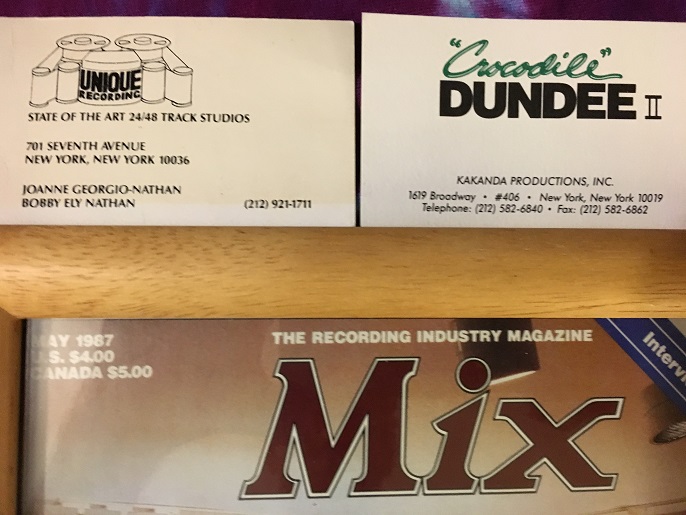 UNIQUE
RECORDING
STATE OF THE ART 24/48 TRACK STUDIOS
701 SEVENTH AVENUE
NEW YORK, NEW YORK 10036
JOANNE GEORGIO-NATHAN
BOBBY ELY NATHAN (212) 921-1711
"Crocodile"
DUNDEE II
KAKANDA PRODUCTIONS, INC.
1619 Broadway • #406 • New York, New York 10019
Telephone: (212) 582-6840 • Fax: (212) 582-6862
MAY 1987
U.S. $4.00
CANADA $5.00
THE RECORDING INDUSTRY MAGAZINE
Mix